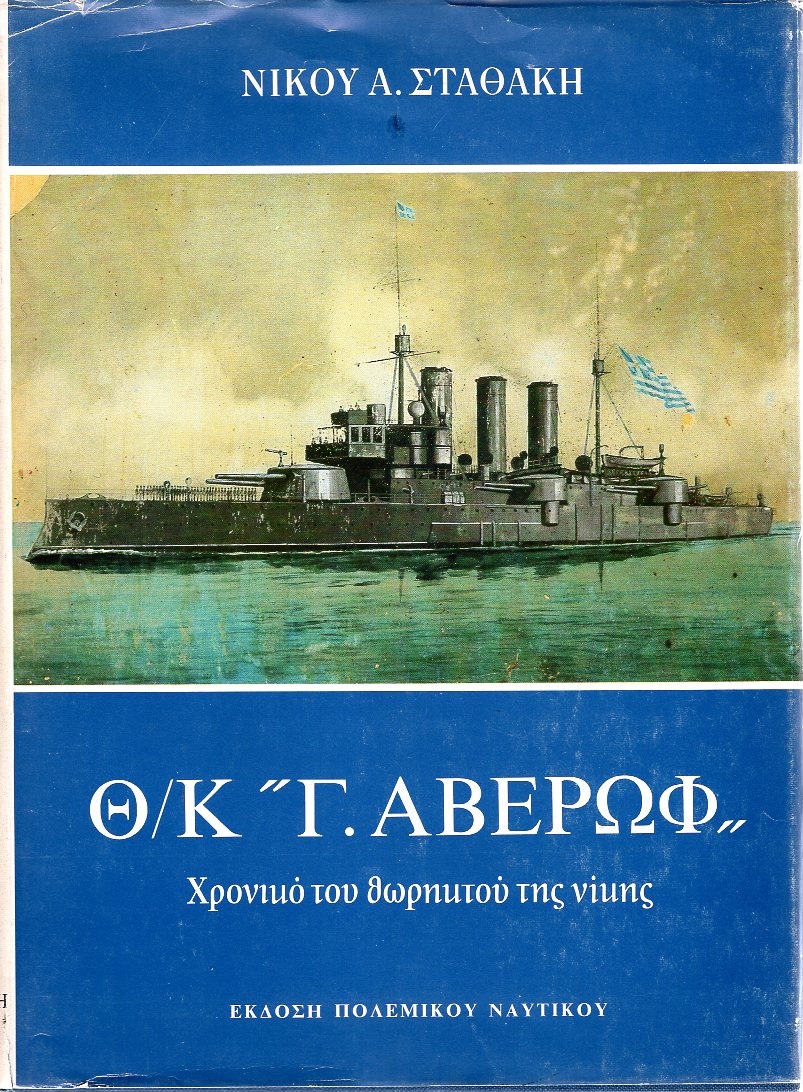 ΝΙΚΟΥ Α. ΣΤΑΘΑΚΗ
Θ/Κ "Γ. ΑΒΕΡΩΦ„
Χρονικό του θωρηκτού της νίκης
ΕΚΔΟΣΗ ΠΟΛΕΜΙΚΟΥ ΝΑΥΤΙΚΟΥ
Η